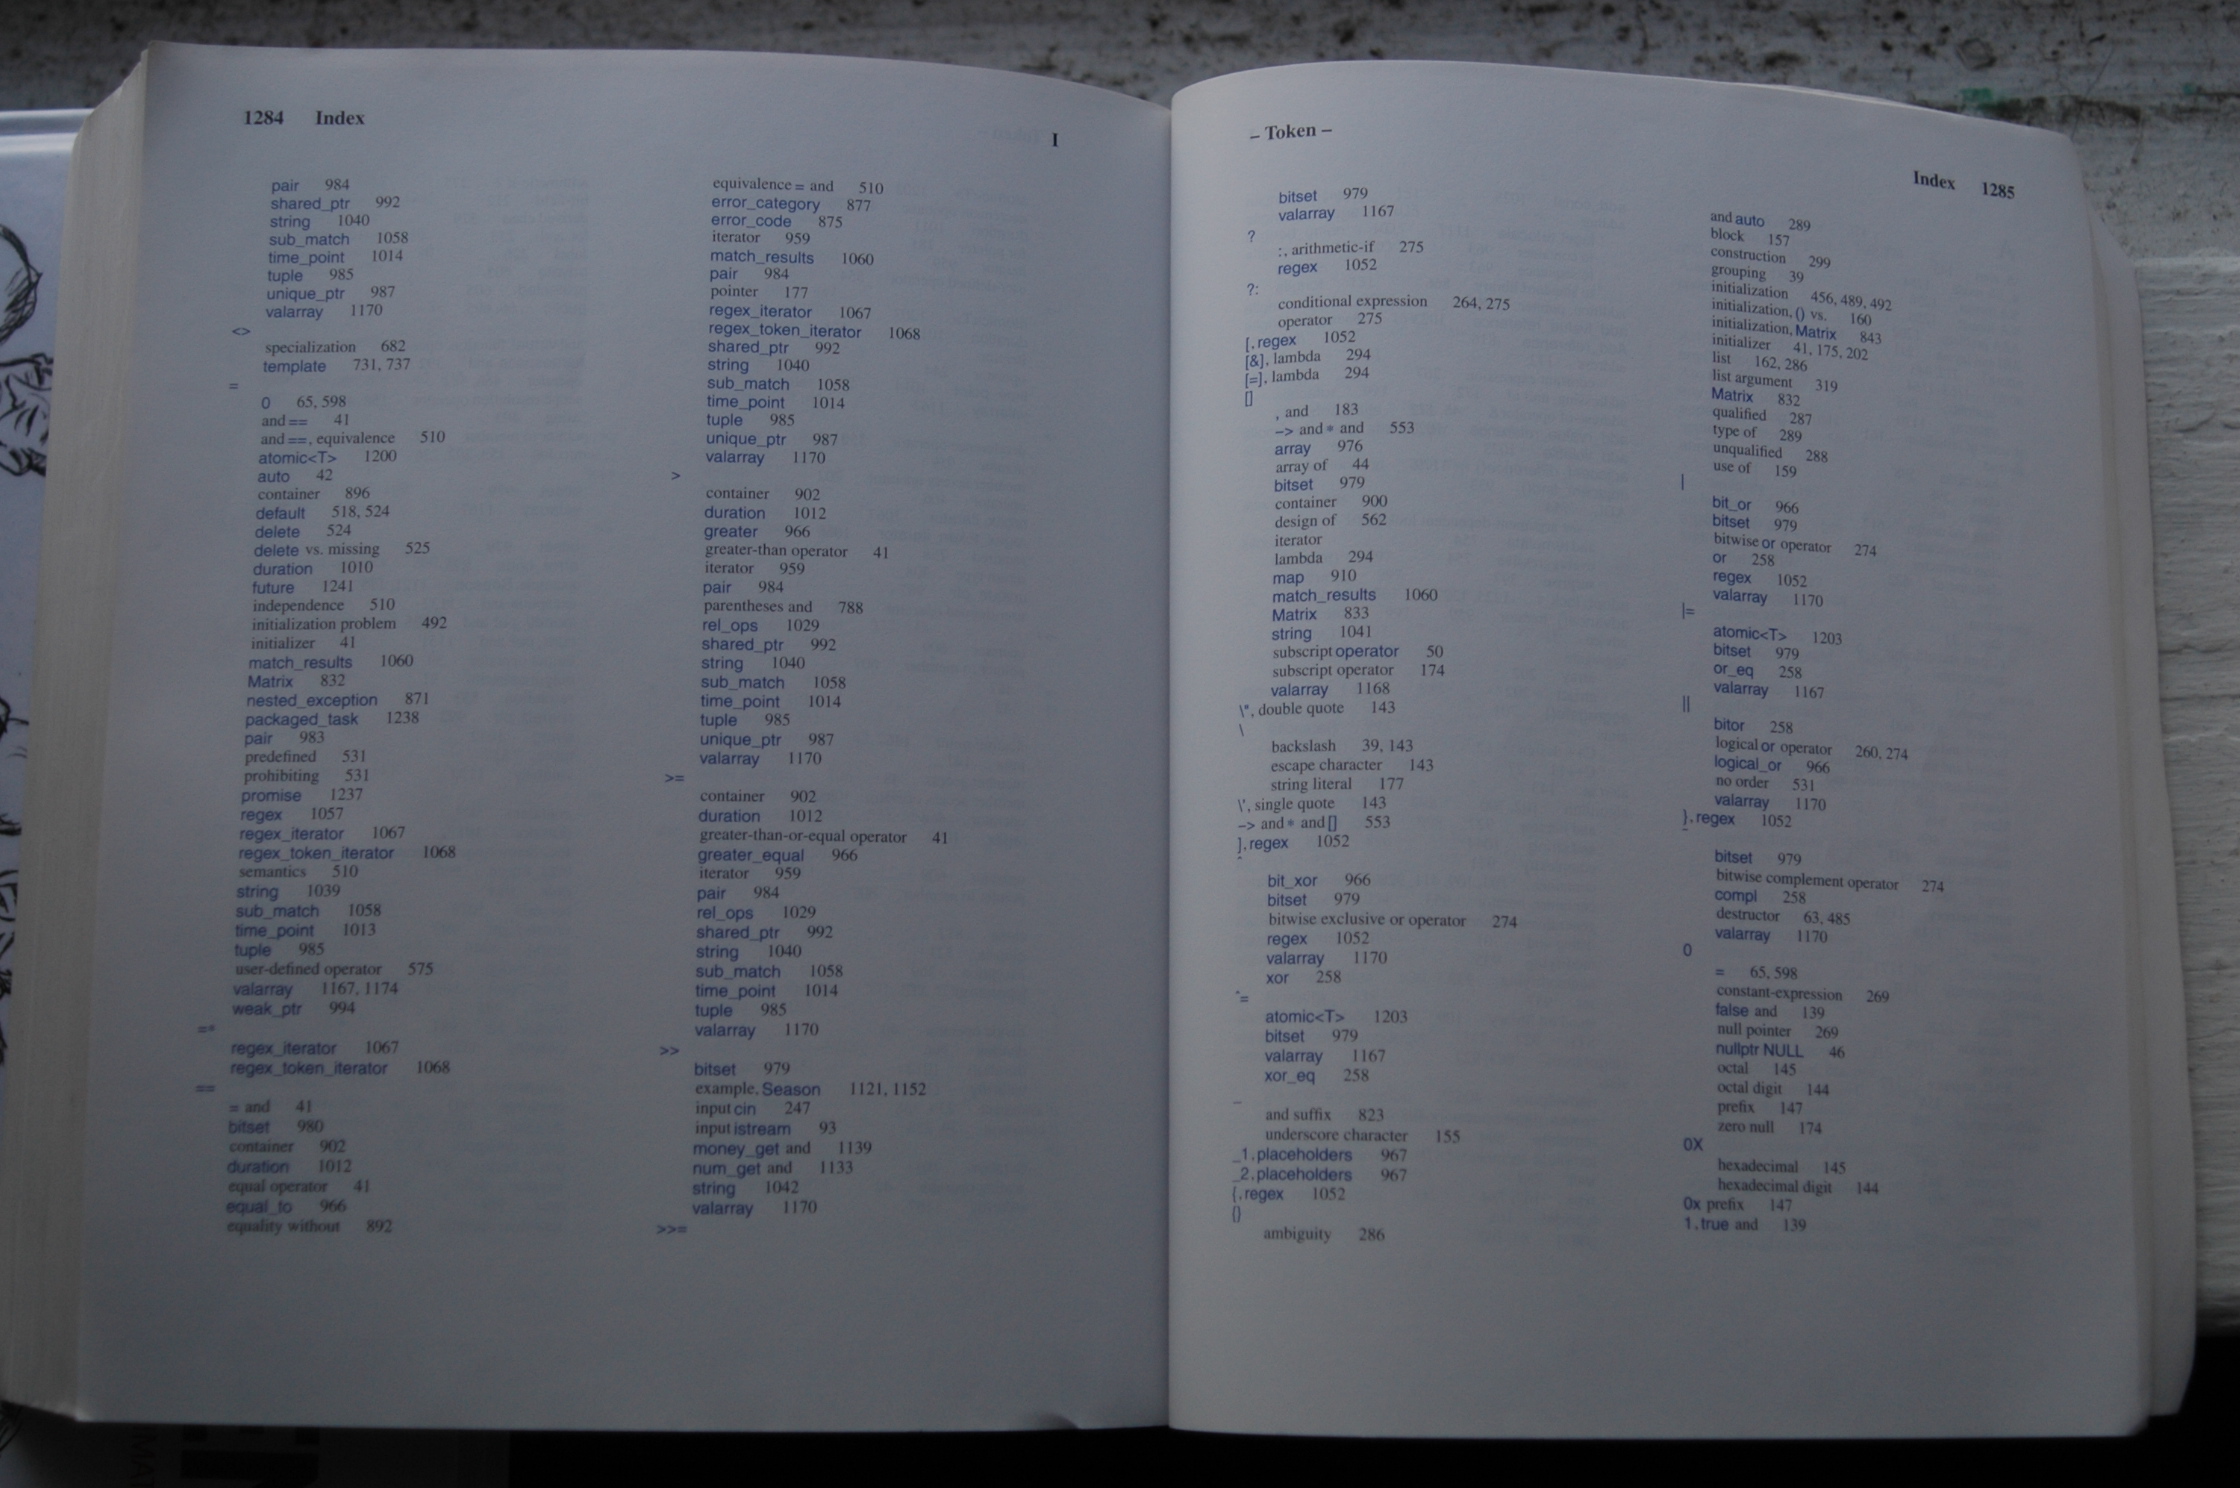 1284 Index
I
pair 984
shared_ptr 992
string 1040
sub_match 1058
time_point 1014
tuple 985
unique_ptr 987
valarray 1170
<>
specialization 682
template 731, 737
=
0 65, 598
and == 41
and ==, equivalence 510
atomic<T> 1200
auto 42
container 896
default 518, 524
delete 524
delete vs. missing 525
duration 1010
future 1241
independence 510
initialization problem 492
initializer 41
match_results 1060
Matrix 832
nested_exception 871
packaged_task 1238
pair 983
predefined 531
prohibiting 531
promise 1237
regex 1057
regex_iterator 1067
regex_token_iterator 1068
semantics 510
string 1039
sub_match 1058
time_point 1013
tuple 985
user-defined operator 575
valarray 1167, 1174
weak_ptr 994
=*
regex_iterator 1067
regex_token_iterator 1068
==
= and 41
bitset 980
container 902
duration 1012
equal operator 41
equal_to 966
equality without 892
equivalence = and 510
error_category 877
error_code 875
iterator 959
match_results 1060
pair 984
pointer 177
regex_iterator 1067
regex_token_iterator 1068
shared_ptr 992
string 1040
sub_match 1058
time_point 1014
tuple 985
unique_ptr 987
valarray 1170
>
container 902
duration 1012
greater 966
greater-than operator 41
iterator 959
pair 984
parentheses and 788
rel_ops 1029
shared_ptr 992
string 1040
sub_match 1058
time_point 1014
tuple 985
unique_ptr 987
valarray 1170
>=
container 902
duration 1012
greater-than-or-equal operator 41
greater_equal 966
iterator 959
pair 984
rel_ops 1029
shared_ptr 992
string 1040
sub_match 1058
time_point 1014
tuple 985
valarray 1170
>>
bitset 979
example, Season 1121, 1152
input cin 247
input istream 93
money_get and 1139
num_get and 1133
string 1042
valarray 1170
>>=
– Token –
Index 1285
bitset 979
valarray 1167
?
:, arithmetic-if 275
regex 1052
?:
conditional expression 264, 275
operator 275
[, regex 1052
[&], lambda 294
[=], lambda 294
[]
, and 183
–> and * and 553
array 976
array of 44
bitset 979
container 900
design of 562
iterator
lambda 294
map 910
match_results 1060
Matrix 833
string 1041
subscript operator 50
subscript operator 174
valarray 1168
\", double quote 143
\
backslash 39, 143
escape character 143
string literal 177
\', single quote 143
–> and * and [] 553
], regex 1052
^
bit_xor 966
bitset 979
bitwise exclusive or operator 274
regex 1052
valarray 1170
xor 258
^=
atomic<T> 1203
bitset 979
valarray 1167
xor_eq 258
_
and suffix 823
underscore character 155
_1, placeholders 967
_2, placeholders 967
{, regex 1052
{}
ambiguity 286
and auto 289
block 157
construction 299
grouping 39
initialization 456, 489, 492
initialization, () vs. 160
initialization, Matrix 843
initializer 41, 175, 202
list 162, 286
list argument 319
Matrix 832
qualified 287
type of 289
unqualified 288
use of 159
|
bit_or 966
bitset 979
bitwise or operator 274
or 258
regex 1052
valarray 1170
|=
atomic<T> 1203
bitset 979
or_eq 258
valarray 1167
||
bitor 258
logical or operator 260, 274
logical_or 966
no order 531
valarray 1170
}, regex 1052
~
bitset 979
bitwise complement operator 274
compl 258
destructor 63, 485
valarray 1170
0
= 65, 598
constant-expression 269
false and 139
null pointer 269
nullptr NULL 46
octal 145
octal digit 144
prefix 147
zero null 174
0X
hexadecimal 145
hexadecimal digit 144
0x prefix 147
1, true and 139